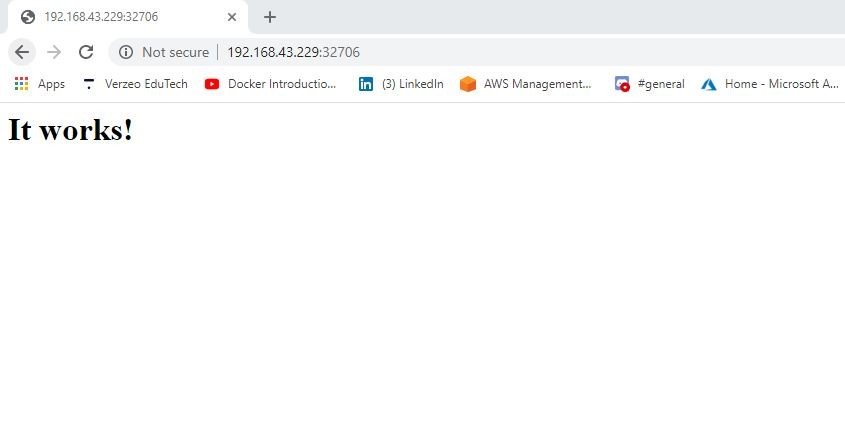 192.168.43.229:32706
Not secure | 192.168.43.229:32706
Apps Verzeo EduTech Docker Introductio... (3) LinkedIn AWS Management... #general Home - Microsoft A...
It works!